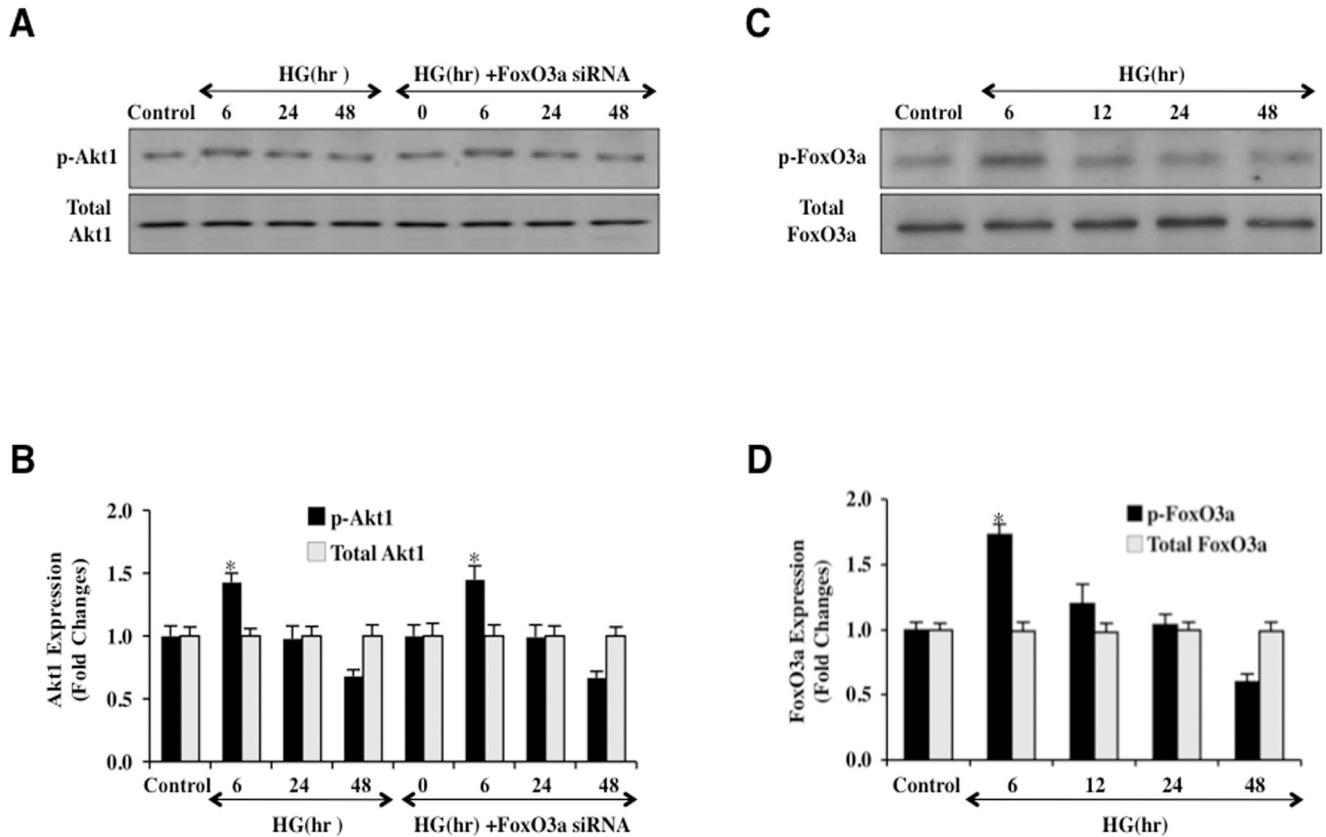 A
HG(hr )
HG(hr) +FoxO3a siRNA
Control 6 24 48 0 6 24 48
p-Akt1
Total
Akt1
C
HG(hr)
Control 6 12 24 48
p-FoxO3a
Total
FoxO3a
B
Akt1 Expression
(Fold Changes)
2.0
1.5
1.0
0.5
0.0
p-Akt1
Total Akt1
*
*
Control 6 24 48 0 6 24 48
HG(hr )
HG(hr) +FoxO3a siRNA
D
FoxO3a Expression
(Fold Changes)
2.0
1.5
1.0
0.5
0.0
p-FoxO3a
Total FoxO3a
*
Control 6 12 24 48
HG(hr)